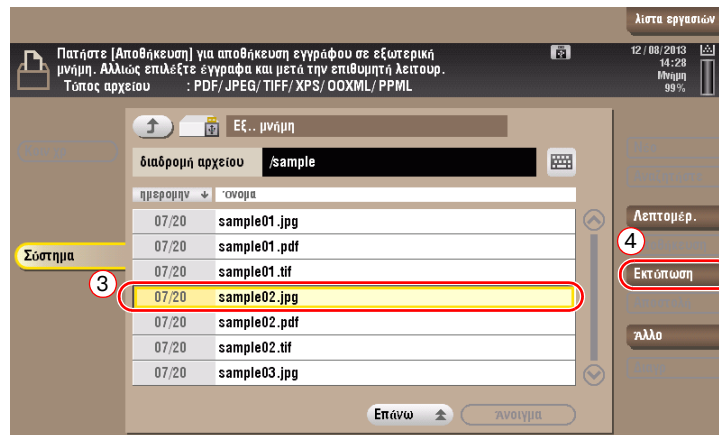 λίστα εργασιών
Πατήστε [Αποθήκευση] για αποθήκευση εγγράφου σε εξωτερική
μνήμη. Αλλιώς επιλέξτε έγγραφα και μετά την επιθυμητή λειτουρ.
Τύπος αρχείου : PDF/JPEG/TIFF/XPS/OOXML/PPML
12/08/2013
14:28
Μνήμη
99%
Εξ.. μνήμη
διαδρομή αρχείου /sample
ημερομην Όνομα
07/20 sample01.jpg
07/20 sample01.pdf
07/20 sample01.tif
07/20 sample02.jpg
07/20 sample02.pdf
07/20 sample02.tif
07/20 sample03.jpg
Σύστημα
3
Λεπτομέρ.
4
Εκτύπωση
Άλλο
Επάνω Άνοιγμα